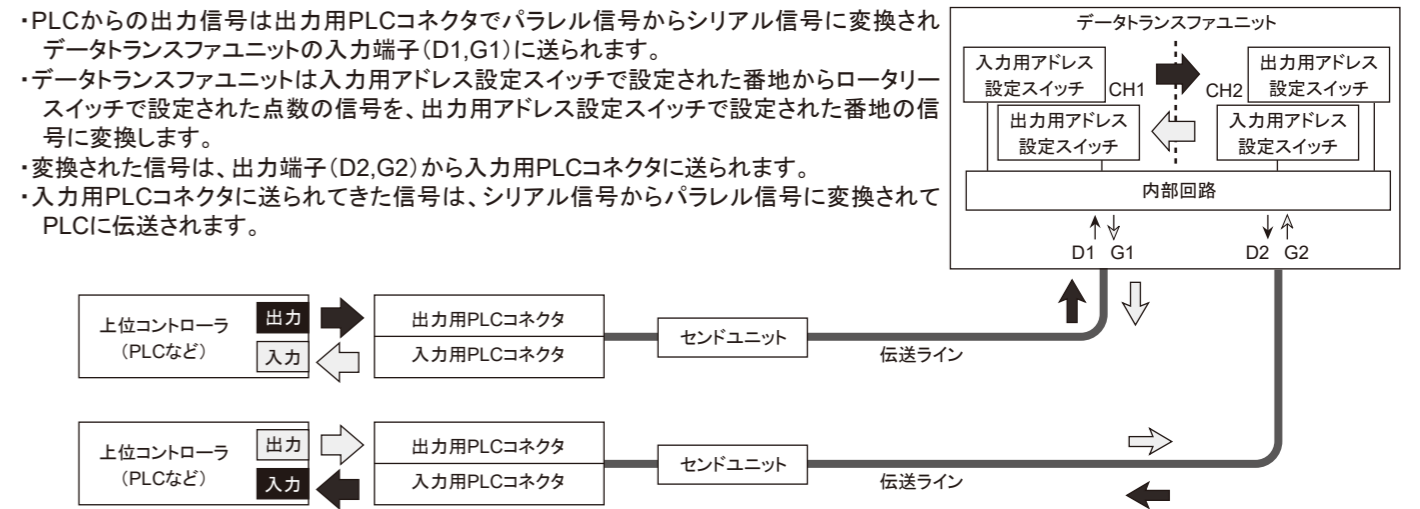 ・PLCからの出力信号は出力用PLCコネクタでパラレル信号からシリアル信号に変換され
データトランスファユニットの入力端子(D1,G1)に送られます。
・データトランスファユニットは入力用アドレス設定スイッチで設定された番地からロータリー
スイッチで設定された点数の信号を、出力用アドレス設定スイッチで設定された番地の信
号に変換します。
・変換された信号は、出力端子(D2,G2)から入力用PLCコネクタに送られます。
・入力用PLCコネクタに送られてきた信号は、シリアル信号からパラレル信号に変換されて
PLCに伝送されます。
データトランスファユニット
入力用アドレス
設定スイッチ
CH1
出力用アドレス
設定スイッチ
CH2
出力用アドレス
設定スイッチ
入力用アドレス
設定スイッチ
内部回路
D1 G1
D2 G2
上位コントローラ
(PLCなど)
出力
入力
出力用PLCコネクタ
入力用PLCコネクタ
センドユニット
伝送ライン
上位コントローラ
(PLCなど)
出力
入力
出力用PLCコネクタ
入力用PLCコネクタ
センドユニット
伝送ライン